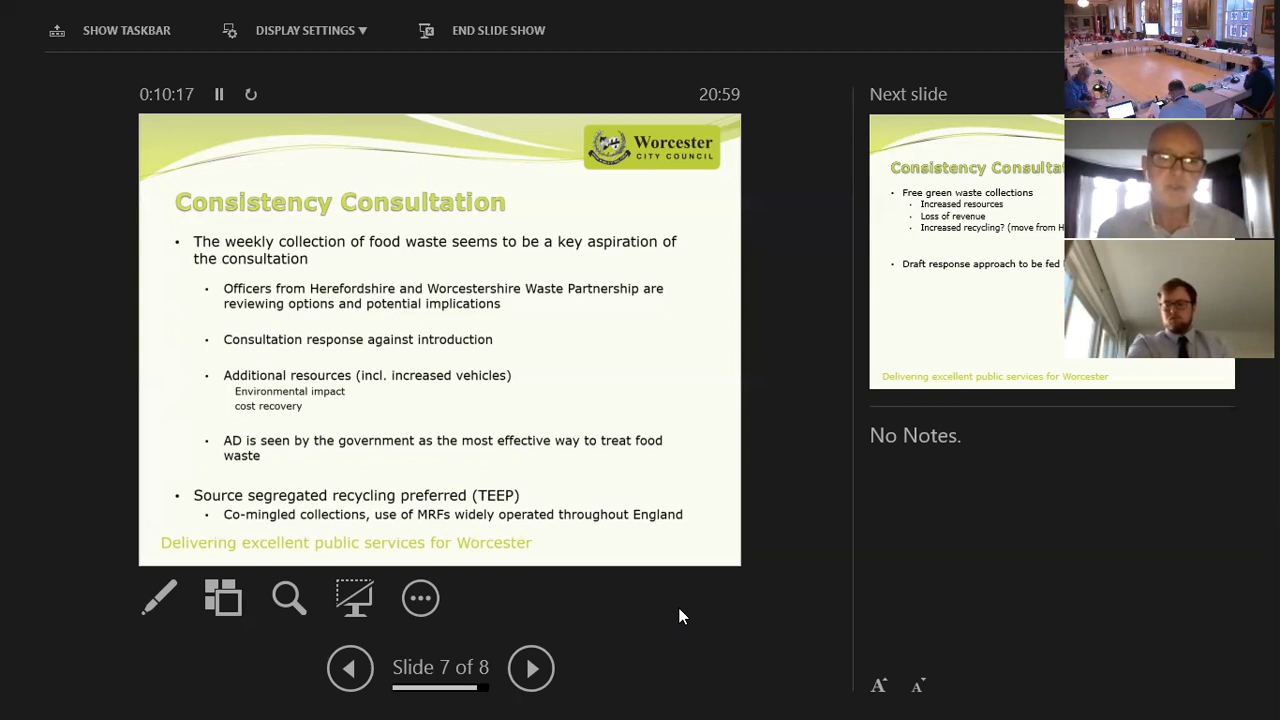 SHOW TASKBAR
DISPLAY SETTINGS
END SLIDE SHOW
0:10:17
20:59
Next slide
Worcester
CITY COUNCIL
Consistency Consultation
• The weekly collection of food waste seems to be a key aspiration of
the consultation
• Officers from Herefordshire and Worcestershire Waste Partnership are
reviewing options and potential implications
• Consultation response against introduction
• Additional resources (incl. increased vehicles)
Environmental impact
cost recovery
• AD is seen by the government as the most effective way to treat food
waste
• Source segregated recycling preferred (TEEP)
• Co-mingled collections, use of MRFs widely operated throughout England
Delivering excellent public services for Worcester
Consistency Consultat
• Free green waste collections
• Increased resources
• Loss of revenue
• Increased recycling? (move from H
• Draft response approach to be fed
Delivering excellent public services for Worcester
No Notes.
Slide 7 of 8
A A